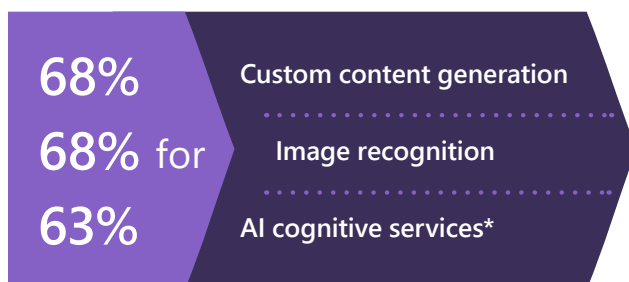 68% Custom content generation
68% for Image recognition
63% AI cognitive services*